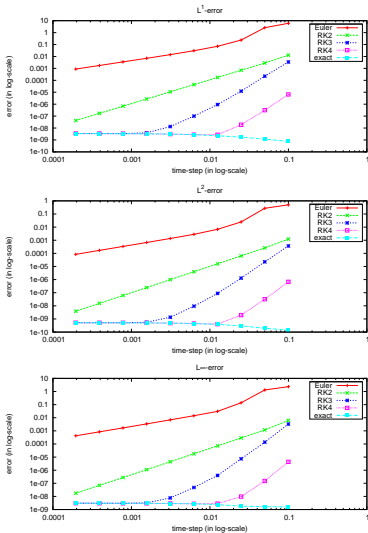 L¹-error
error (in log-scale)
10
1
0.1
0.01
0.001
0.0001
1e-05
1e-06
1e-07
1e-08
1e-09
1e-10
0.0001
0.001
0.01
0.1
1
time-step (in log-scale)
Euler
RK2
RK3
RK4
exact
L²-error
error (in log-scale)
1
0.1
0.01
0.001
0.0001
1e-05
1e-06
1e-07
1e-08
1e-09
1e-10
0.0001
0.001
0.01
0.1
1
time-step (in log-scale)
Euler
RK2
RK3
RK4
exact
L∞-error
error (in log-scale)
10
1
0.1
0.01
0.001
0.0001
1e-05
1e-06
1e-07
1e-08
1e-09
0.0001
0.001
0.01
0.1
1
time-step (in log-scale)
Euler
RK2
RK3
RK4
exact